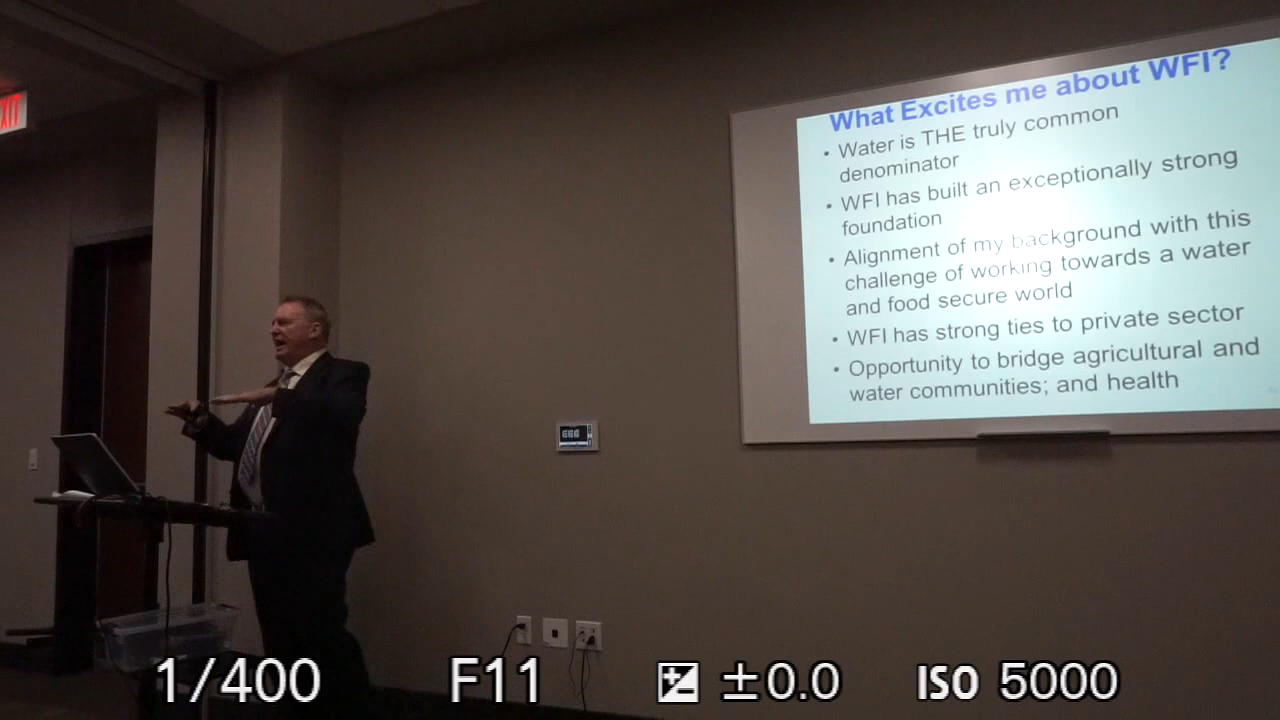 EXIT
What Excites me about WFI?
• Water is THE truly common
denominator
• WFI has built an exceptionally strong
foundation
• Alignment of my background with this
challenge of working towards a water
and food secure world
• WFI has strong ties to private sector
• Opportunity to bridge agricultural and
water communities; and health
1/400 F11 ±0.0 ISO 5000